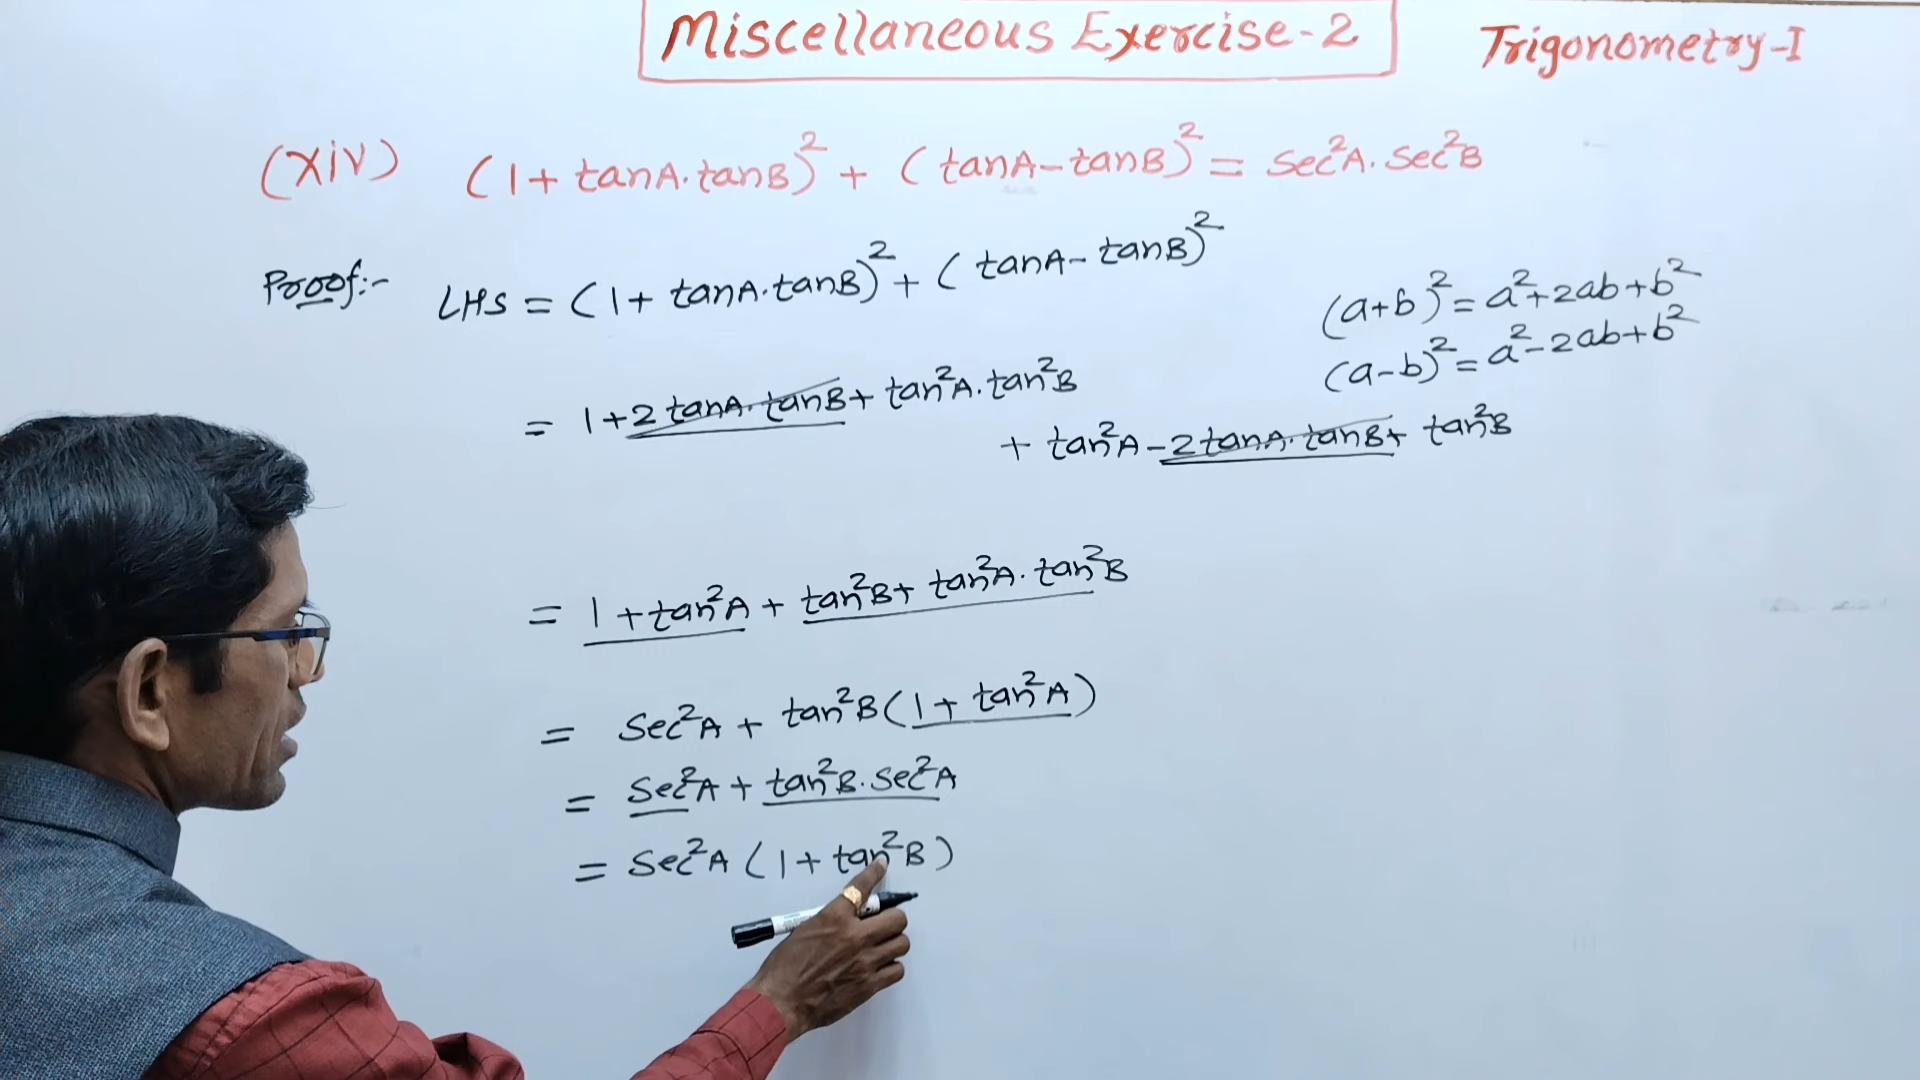 Miscellaneous Exercise-2
Trigonometry-I
(xiv) (1+tanA.tanB)² + (tanA-tanB)² = sec²A.sec²B
Proof:- LHS = (1+ tanA.tanB)² + (tanA- tanB)²
(a+b)² = a²+2ab+b²
(a-b)² = a²-2ab+b²
= 1+2 tanA.tanB+ tan²A.tan²B
+ tan²A-2tanA.tanB+ tan²B
= 1+tan²A + tan²B+ tan²A.tan²B
= sec²A + tan²B(1+ tan²A)
= sec²A + tan²B.sec²A
= sec²A (1+ tan²B)